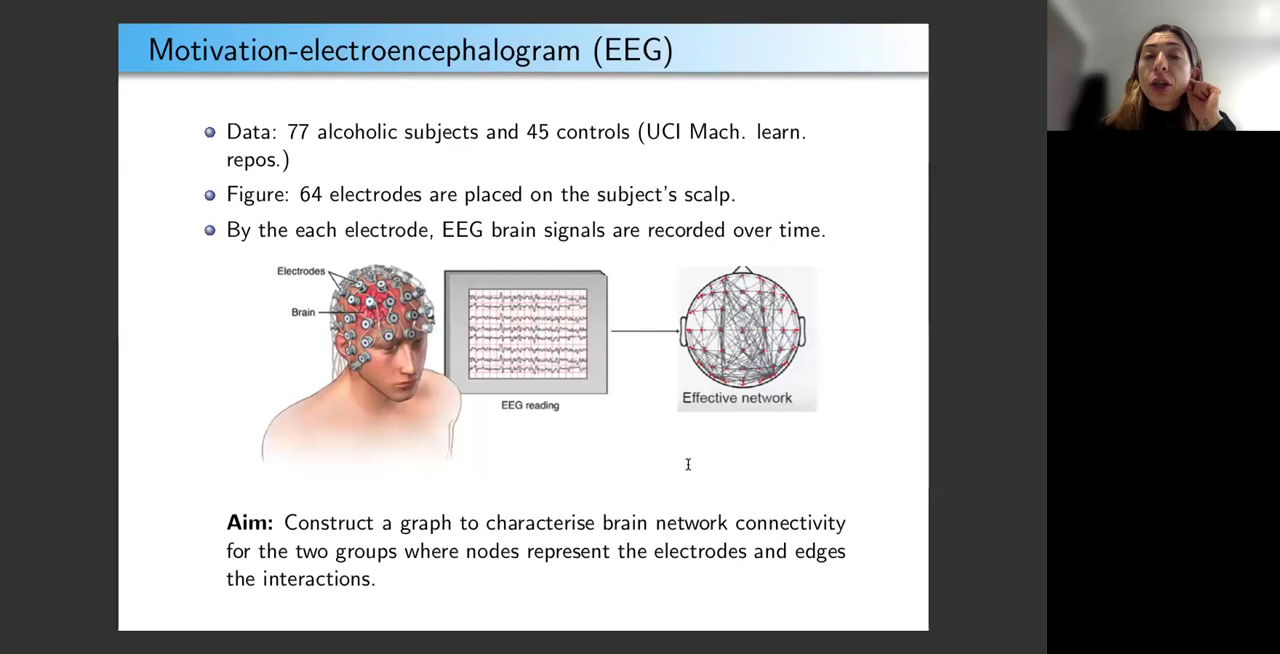 Motivation-electroencephalogram (EEG)
Data: 77 alcoholic subjects and 45 controls (UCI Mach. learn.
repos.)
Figure: 64 electrodes are placed on the subject's scalp.
By the each electrode, EEG brain signals are recorded over time.
Electrodes
Brain
EEG reading
Effective network
Aim: Construct a graph to characterise brain network connectivity
for the two groups where nodes represent the electrodes and edges
the interactions.